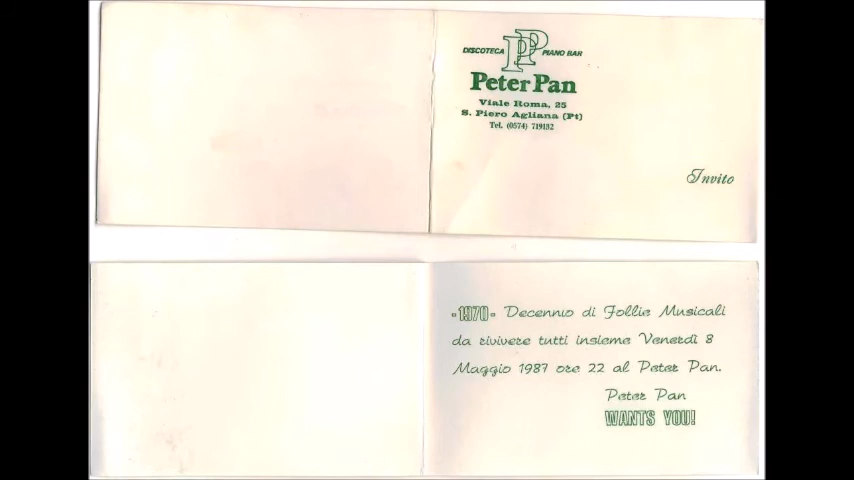 DISCOTECA PP PIANO BAR
Peter Pan
Viale Roma, 25
S. Piero Agliana (Pt)
Tel. (0574) 719132
Invito
-1970- Decennio di Follie Musicali
da rivivere tutti insieme Venerdì 8
Maggio 1987 ore 22 al Peter Pan.
Peter Pan
WANTS YOU!